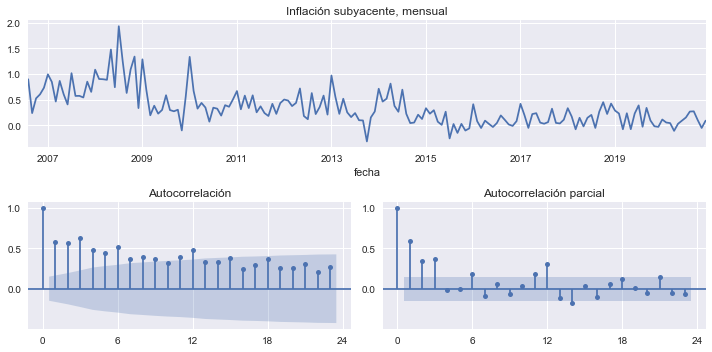 Inflación subyacente, mensual
2.0
1.5
1.0
0.5
0.0
2007 2009 2011 2013 2015 2017 2019
fecha
Autocorrelación
1.0
0.5
0.0
0 6 12 18 24
Autocorrelación parcial
1.0
0.5
0.0
0 6 12 18 24